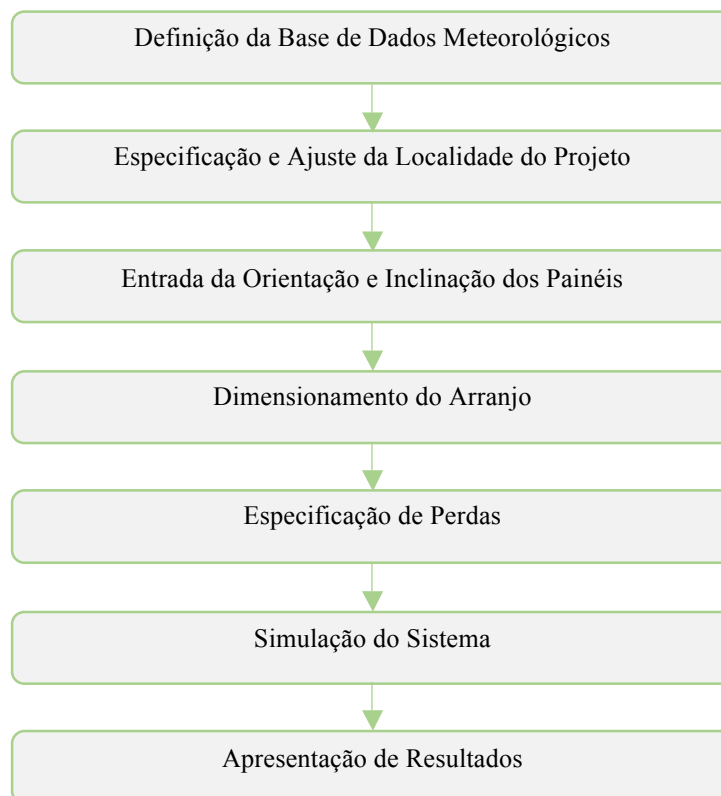 Definição da Base de Dados Meteorológicos
Especificação e Ajuste da Localidade do Projeto
Entrada da Orientação e Inclinação dos Painéis
Dimensionamento do Arranjo
Especificação de Perdas
Simulação do Sistema
Apresentação de Resultados